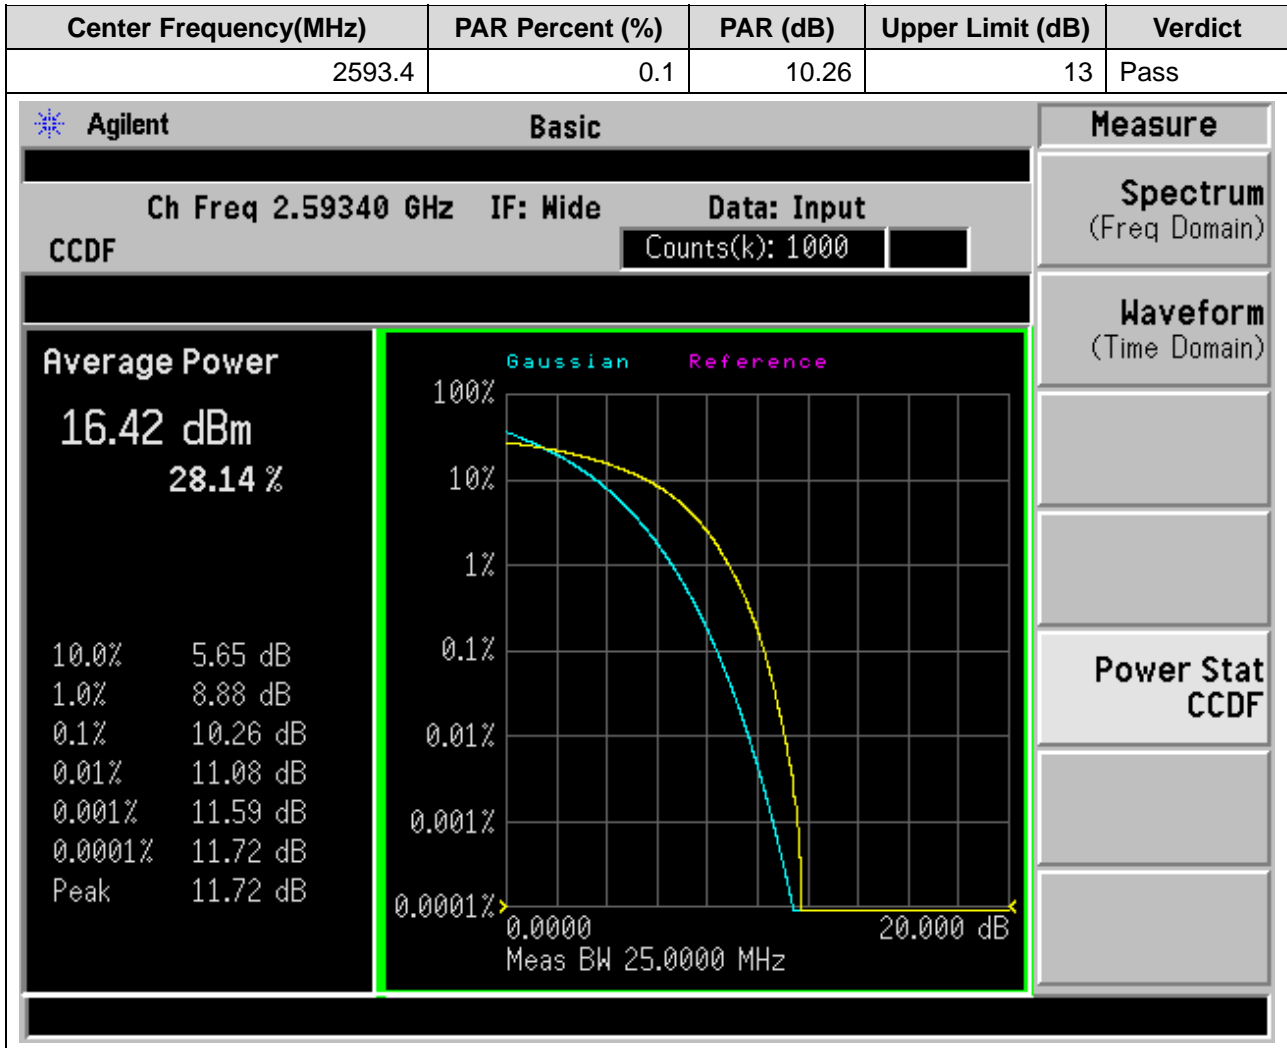 Center Frequency(MHz) PAR Percent (%) PAR (dB) Upper Limit (dB) Verdict
2593.4 0.1 10.26 13 Pass
Agilent Basic Measure
Ch Freq 2.59340 GHz IF: Wide Data: Input
CCDF Counts(k): 1000
Spectrum
(Freq Domain)
Waveform
(Time Domain)
Power Stat
CCDF
Average Power
16.42 dBm
28.14 %
10.0% 5.65 dB
1.0% 8.88 dB
0.1% 10.26 dB
0.01% 11.08 dB
0.001% 11.59 dB
0.0001% 11.72 dB
Peak 11.72 dB
Gaussian Reference
100%
10%
1%
0.1%
0.01%
0.001%
0.0001%
0.0000 20.000 dB
Meas BW 25.0000 MHz